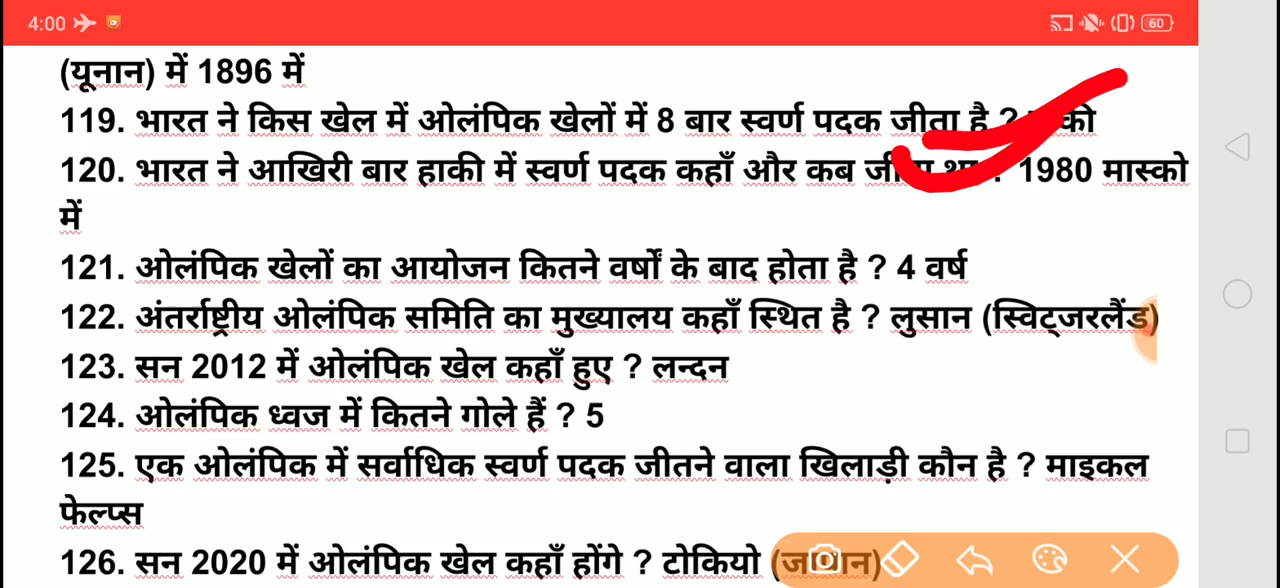 4:00 60
(यूनान) में 1896 में
119. भारत ने किस खेल में ओलंपिक खेलों में 8 बार स्वर्ण पदक जीता है ?
120. भारत ने आखिरी बार हाकी में स्वर्ण पदक कहाँ और कब ? 1980 मास्को
में
121. ओलंपिक खेलों का आयोजन कितने वर्षों के बाद होता है ? 4 वर्ष
122. अंतर्राष्ट्रीय ओलंपिक समिति का मुख्यालय कहाँ स्थित है ? लुसान (स्विट्जरलैंड)
123. सन 2012 में ओलंपिक खेल कहाँ हुए ? लन्दन
124. ओलंपिक ध्वज में कितने गोले हैं ? 5
125. एक ओलंपिक में सर्वाधिक स्वर्ण पदक जीतने वाला खिलाड़ी कौन है ? माइकल
फेल्प्स
126. सन 2020 में ओलंपिक खेल कहाँ होंगे ? टोकियो (जापान)